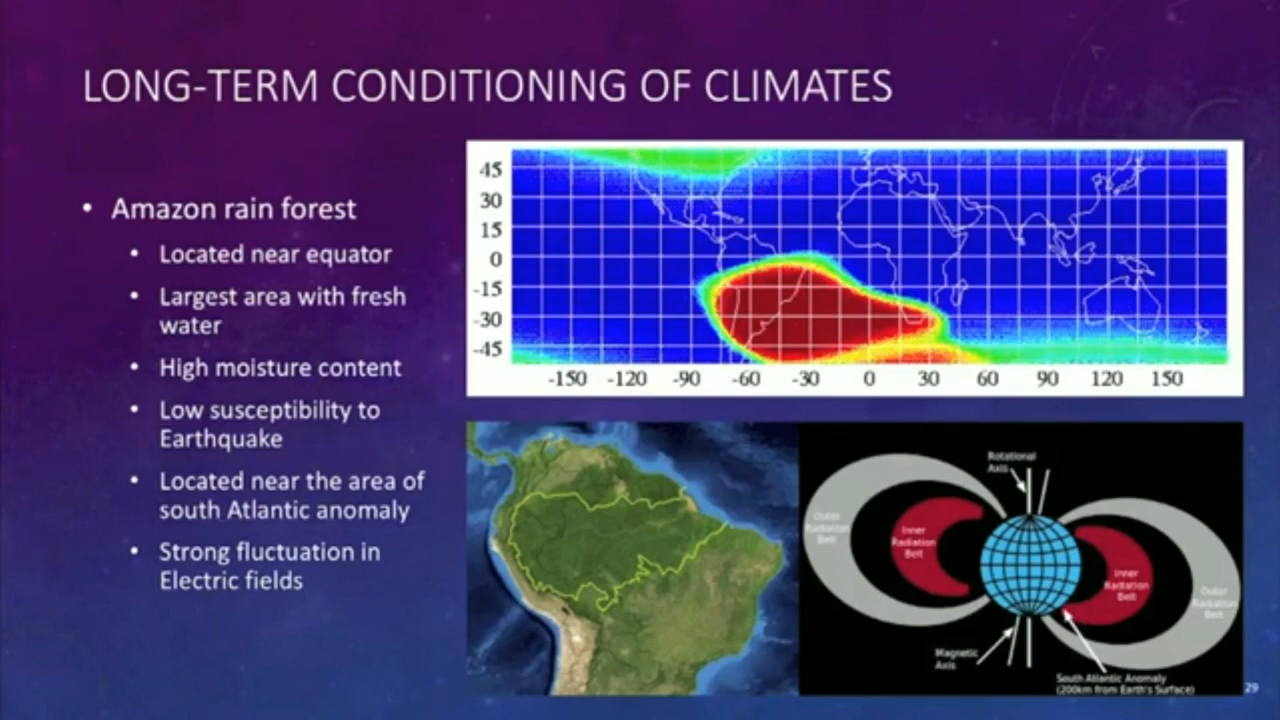 LONG-TERM CONDITIONING OF CLIMATES
• Amazon rain forest
• Located near equator
• Largest area with fresh
water
• High moisture content
• Low susceptibility to
Earthquake
• Located near the area of
south Atlantic anomaly
• Strong fluctuation in
Electric fields
45
30
15
0
-15
-30
-45
-150 -120 -90 -60 -30 0 30 60 90 120 150
Rotational
Axis
Outer
Radiation
Belt
Inner
Radiation
Belt
Inner
Radiation
Belt
Outer
Radiation
Belt
Magnetic
Axis
South Atlantic Anomaly
(200km from Earth's Surface)
29